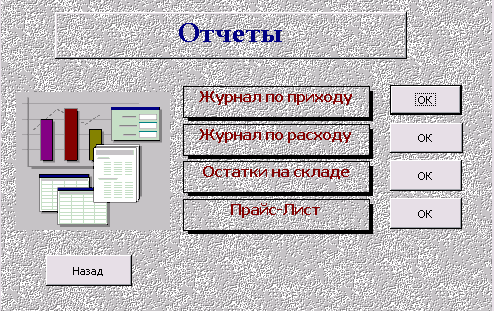 Отчеты
Журнал по приходу
ОК
Журнал по расходу
ОК
Остатки на складе
ОК
Прайс-Лист
ОК
Назад